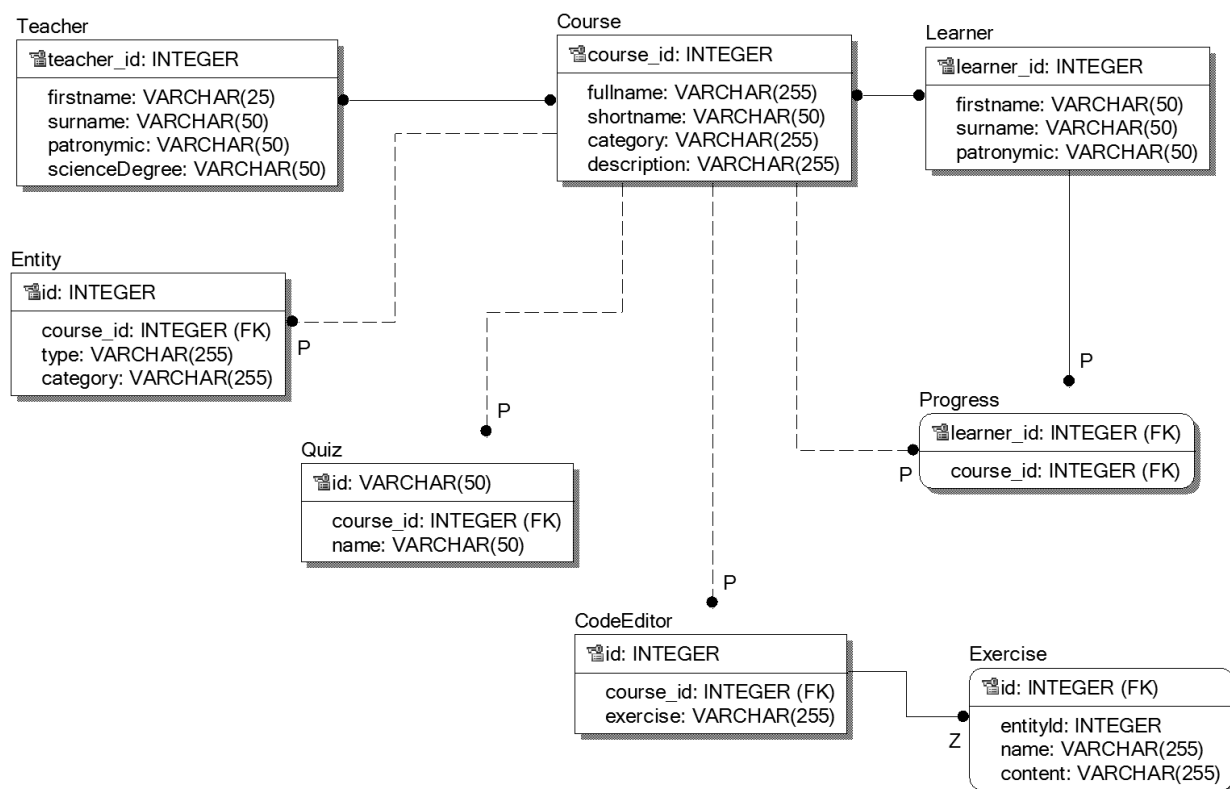 Teacher
teacher_id: INTEGER
firstname: VARCHAR(25)
surname: VARCHAR(50)
patronymic: VARCHAR(50)
scienceDegree: VARCHAR(50)
Course
course_id: INTEGER
fullname: VARCHAR(255)
shortname: VARCHAR(50)
category: VARCHAR(255)
description: VARCHAR(255)
Learner
learner_id: INTEGER
firstname: VARCHAR(50)
surname: VARCHAR(50)
patronymic: VARCHAR(50)
Entity
id: INTEGER
course_id: INTEGER (FK)
type: VARCHAR(255)
category: VARCHAR(255)
P
P
Quiz
id: VARCHAR(50)
course_id: INTEGER (FK)
name: VARCHAR(50)
P
Progress
learner_id: INTEGER (FK)
course_id: INTEGER (FK)
P
P
CodeEditor
id: INTEGER
course_id: INTEGER (FK)
exercise: VARCHAR(255)
Z
Exercise
id: INTEGER (FK)
entityId: INTEGER
name: VARCHAR(255)
content: VARCHAR(255)